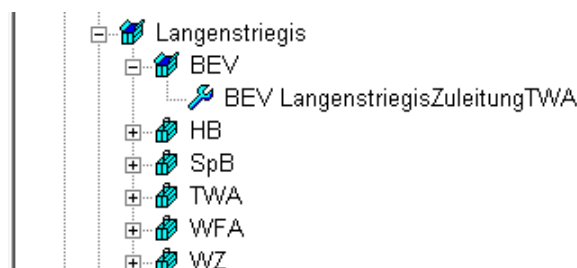 Langenstriegis
BEV
BEV LangenstriegisZuleitungTWA
HB
SpB
TWA
WFA
WZ